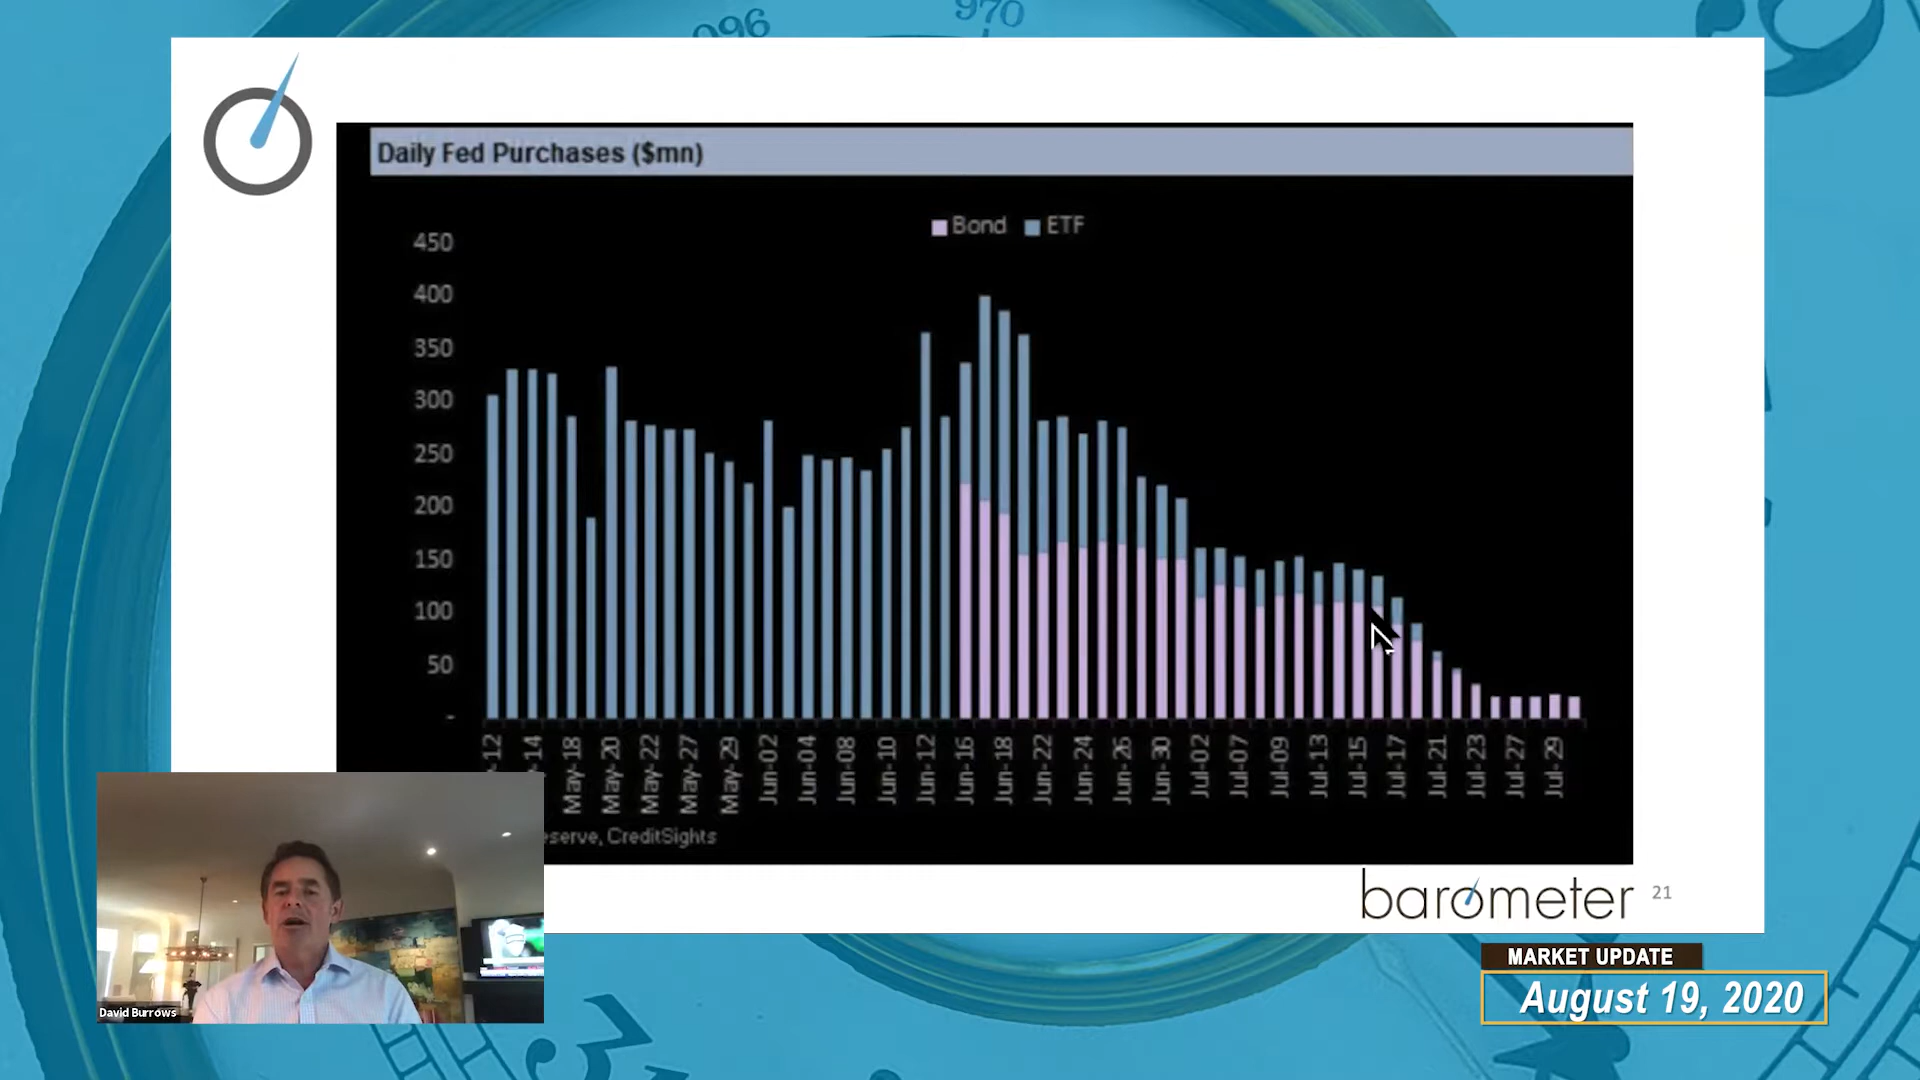 096 970
Daily Fed Purchases ($mn)
Bond ETF
450
400
350
300
250
200
150
100
50
-
-12 -14 May-18 May-20 May-22 May-27 May-29 Jun-02 Jun-04 Jun-08 Jun-10 Jun-12 Jun-16 Jun-18 Jun-22 Jun-24 Jun-26 Jun-30 Jul-02 Jul-07 Jul-09 Jul-13 Jul-15 Jul-17 Jul-21 Jul-23 Jul-27 Jul-29
eserve, CreditSights
barometer 21
David Burrows
MARKET UPDATE
August 19, 2020